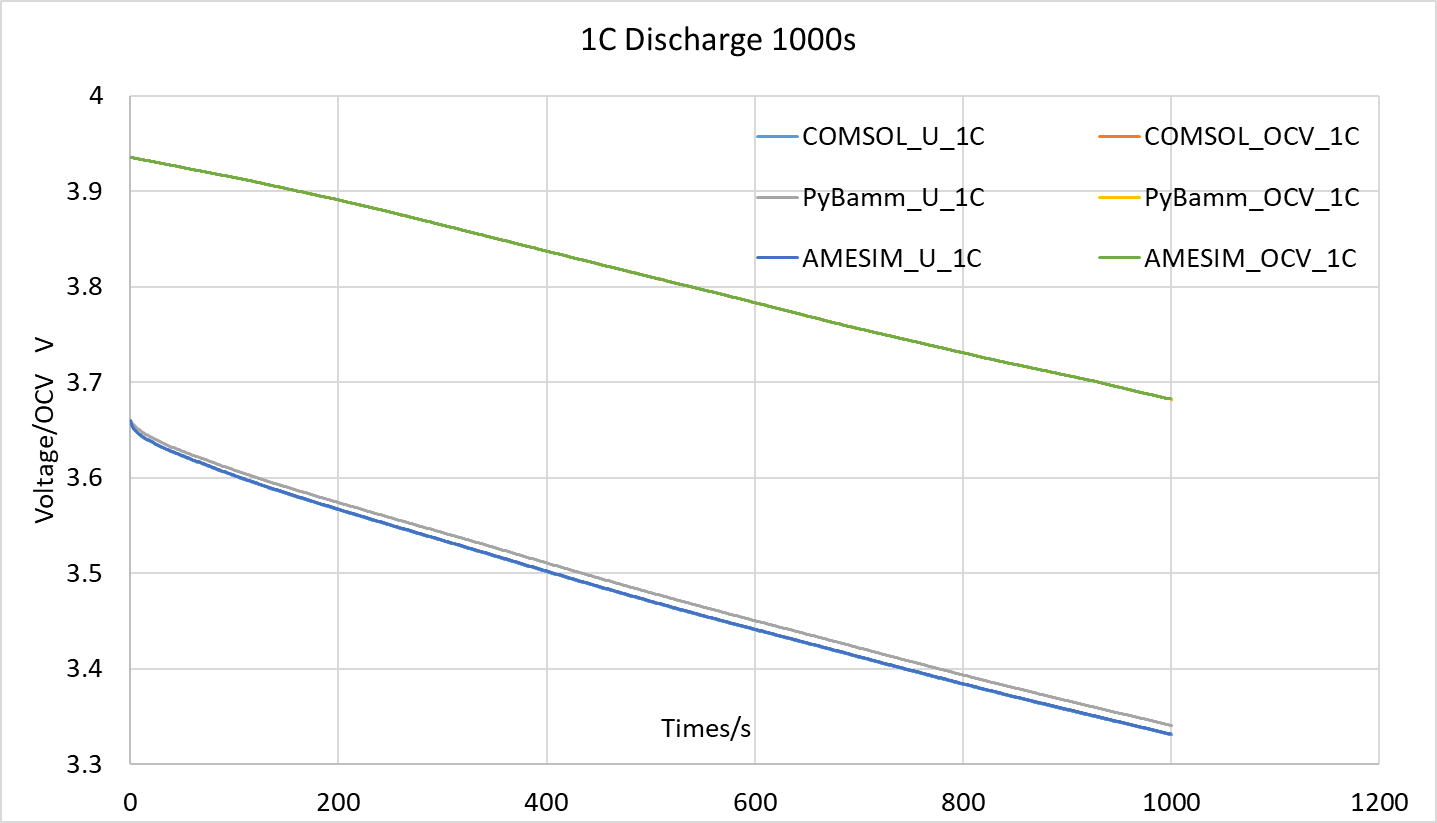 1C Discharge 1000s
COMSOL_U_1C
COMSOL_OCV_1C
PyBamm_U_1C
PyBamm_OCV_1C
AMESIM_U_1C
AMESIM_OCV_1C
Voltage/OCV V
4
3.9
3.8
3.7
3.6
3.5
3.4
3.3
Times/s
0 200 400 600 800 1000 1200